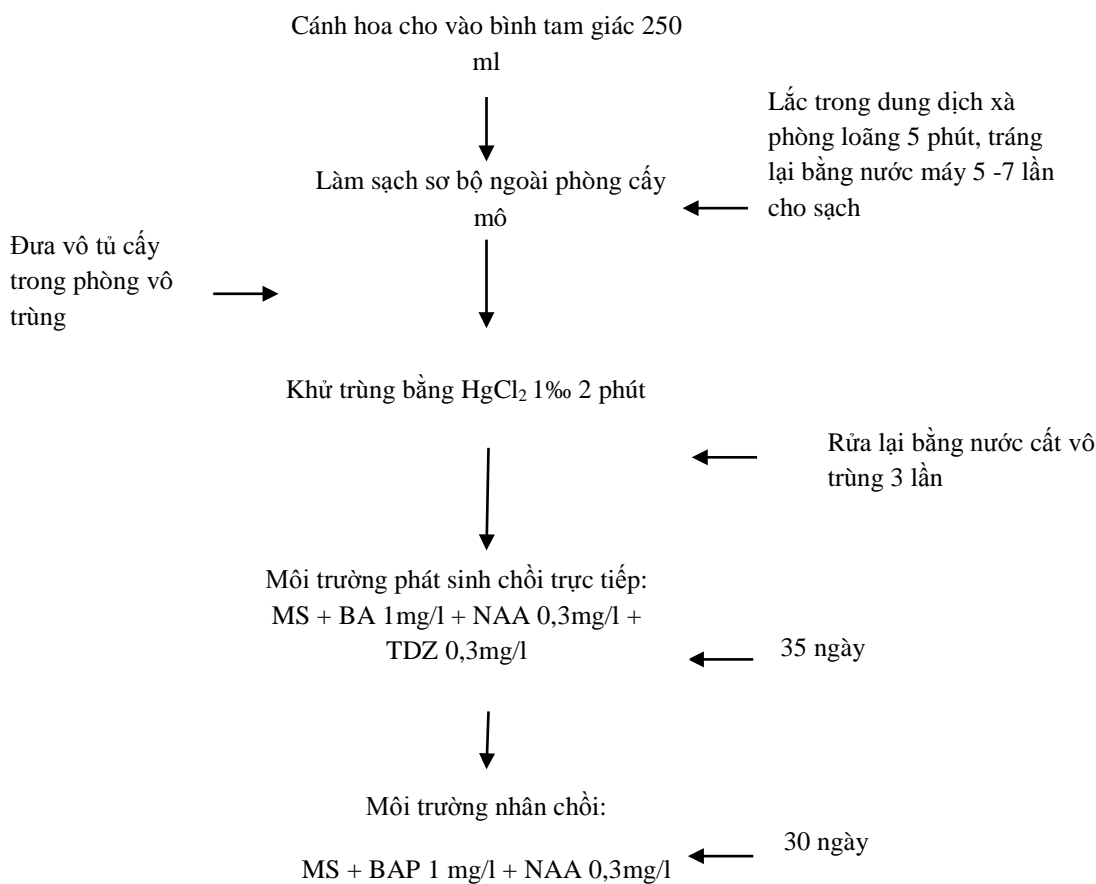 Cánh hoa cho vào bình tam giác 250
ml
Lắc trong dung dịch xà
phòng loãng 5 phút, tráng
lại bằng nước máy 5 -7 lần
cho sạch
Làm sạch sơ bộ ngoài phòng cấy
mô
Đưa vô tủ cấy
trong phòng vô
trùng
Khử trùng bằng HgCl₂ 1‰ 2 phút
Rửa lại bằng nước cất vô
trùng 3 lần
Môi trường phát sinh chồi trực tiếp:
MS + BA 1mg/l + NAA 0,3mg/l +
TDZ 0,3mg/l
35 ngày
Môi trường nhân chồi:
30 ngày
MS + BAP 1 mg/l + NAA 0,3mg/l